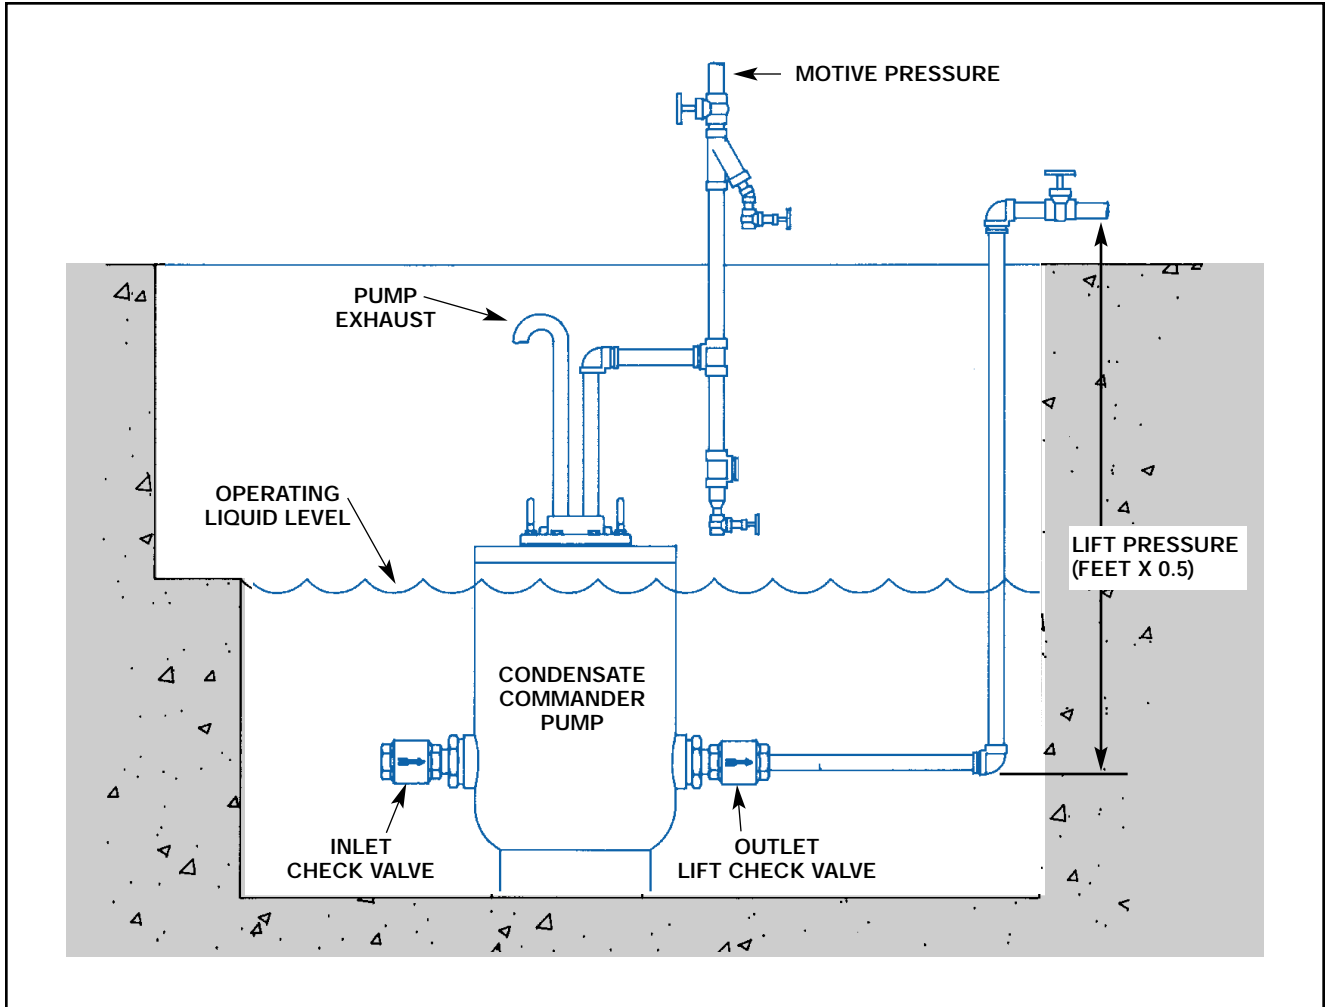 MOTIVE PRESSURE
PUMP
EXHAUST
OPERATING
LIQUID LEVEL
LIFT PRESSURE
(FEET X 0.5)
CONDENSATE
COMMANDER
PUMP
INLET
CHECK VALVE
OUTLET
LIFT CHECK VALVE